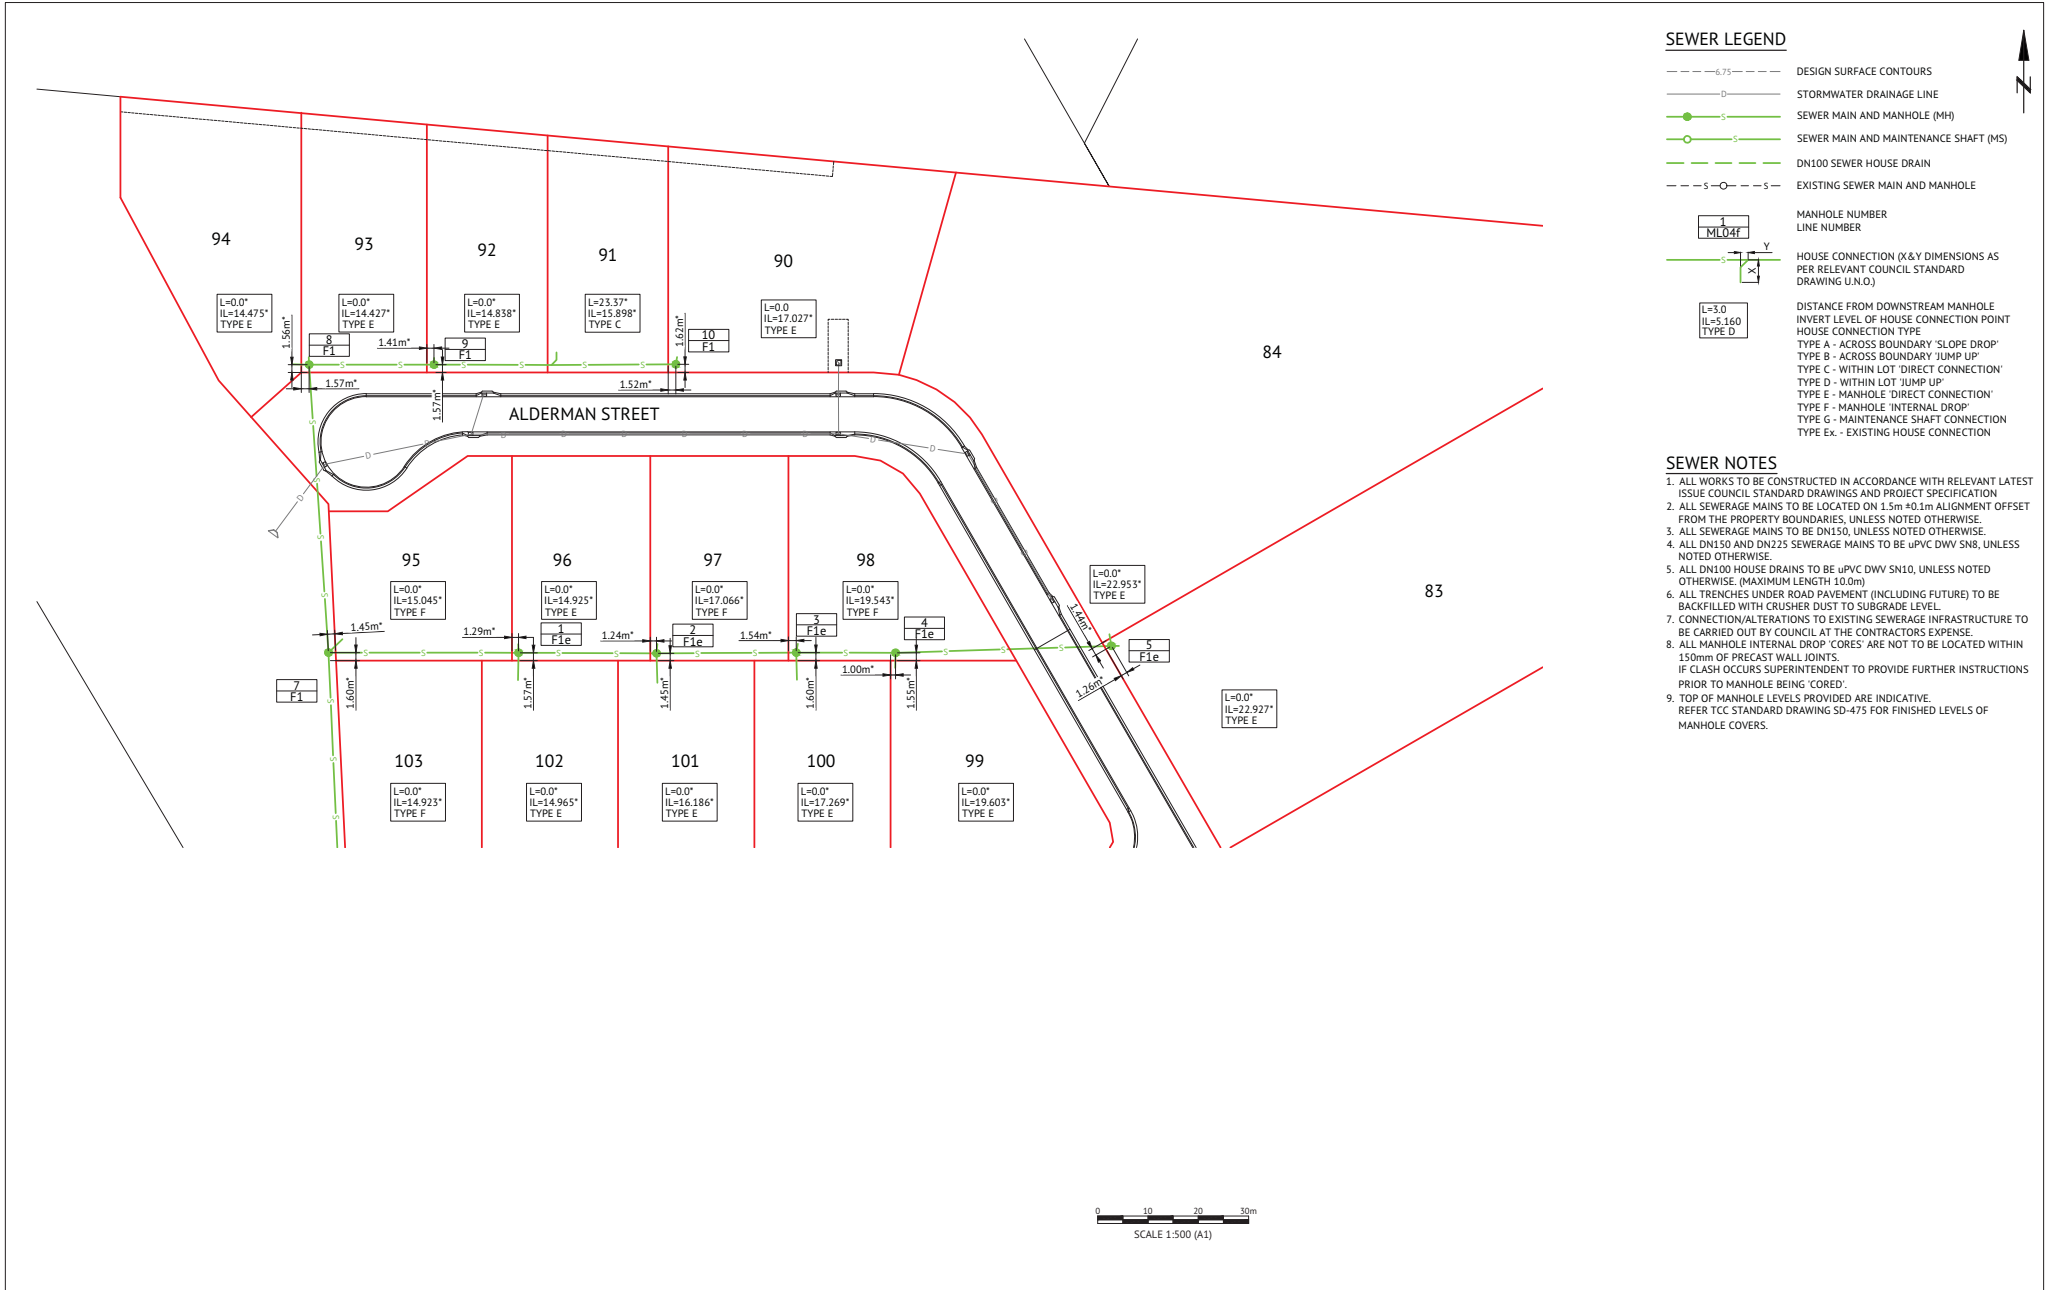 SEWER LEGEND
6.75
DESIGN SURFACE CONTOURS
D
STORMWATER DRAINAGE LINE
S
SEWER MAIN AND MANHOLE (MH)
S
SEWER MAIN AND MAINTENANCE SHAFT (MS)
DN100 SEWER HOUSE DRAIN
S S
EXISTING SEWER MAIN AND MANHOLE
N
1
ML04f
MANHOLE NUMBER
LINE NUMBER
S
Y
X
HOUSE CONNECTION (X&Y DIMENSIONS AS
PER RELEVANT COUNCIL STANDARD
DRAWING U.N.O.)
L=3.0
IL=5.160
TYPE D
DISTANCE FROM DOWNSTREAM MANHOLE
INVERT LEVEL OF HOUSE CONNECTION POINT
HOUSE CONNECTION TYPE
TYPE A - ACROSS BOUNDARY 'SLOPE DROP'
TYPE B - ACROSS BOUNDARY 'JUMP UP'
TYPE C - WITHIN LOT 'DIRECT CONNECTION'
TYPE D - WITHIN LOT 'JUMP UP'
TYPE E - MANHOLE 'DIRECT CONNECTION'
TYPE F - MANHOLE 'INTERNAL DROP'
TYPE G - MAINTENANCE SHAFT CONNECTION
TYPE Ex. - EXISTING HOUSE CONNECTION
SEWER NOTES
1. ALL WORKS TO BE CONSTRUCTED IN ACCORDANCE WITH RELEVANT LATEST
ISSUE COUNCIL STANDARD DRAWINGS AND PROJECT SPECIFICATION
2. ALL SEWERAGE MAINS TO BE LOCATED ON 1.5m ±0.1m ALIGNMENT OFFSET
FROM THE PROPERTY BOUNDARIES, UNLESS NOTED OTHERWISE.
3. ALL SEWERAGE MAINS TO BE DN150, UNLESS NOTED OTHERWISE.
4. ALL DN150 AND DN225 SEWERAGE MAINS TO BE uPVC DWV SN8, UNLESS
NOTED OTHERWISE.
5. ALL DN100 HOUSE DRAINS TO BE uPVC DWV SN10, UNLESS NOTED
OTHERWISE. (MAXIMUM LENGTH 10.0m)
6. ALL TRENCHES UNDER ROAD PAVEMENT (INCLUDING FUTURE) TO BE
BACKFILLED WITH CRUSHER DUST TO SUBGRADE LEVEL.
7. CONNECTION/ALTERATIONS TO EXISTING SEWERAGE INFRASTRUCTURE TO
BE CARRIED OUT BY COUNCIL AT THE CONTRACTORS EXPENSE.
8. ALL MANHOLE INTERNAL DROP 'CORES' ARE NOT TO BE LOCATED WITHIN
150mm OF PRECAST WALL JOINTS.
IF CLASH OCCURS SUPERINTENDENT TO PROVIDE FURTHER INSTRUCTIONS
PRIOR TO MANHOLE BEING 'CORED'.
9. TOP OF MANHOLE LEVELS PROVIDED ARE INDICATIVE.
REFER TCC STANDARD DRAWING SD-475 FOR FINISHED LEVELS OF
MANHOLE COVERS.
94
L=0.0*
IL=14.475*
TYPE E
93
L=0.0*
IL=14.427*
TYPE E
92
L=0.0*
IL=14.838*
TYPE E
91
L=23.37*
IL=15.898*
TYPE C
90
L=0.0
IL=17.027*
TYPE E
84
83
1.56m*
8
F1
1.41m*
9
F1
1.62m*
10
F1
1.57m*
1.57m*
1.52m*
ALDERMAN STREET
95
L=0.0*
IL=15.045*
TYPE F
96
L=0.0*
IL=14.925*
TYPE E
97
L=0.0*
IL=17.066*
TYPE F
98
L=0.0*
IL=19.543*
TYPE F
L=0.0*
IL=22.953*
TYPE E
1.45m*
1.29m*
1
F1e
1.24m*
2
F1e
1.54m*
3
F1e
4
F1e
1.44m*
5
F1e
7
F1
1.60m*
1.57m*
1.45m*
1.60m*
1.00m*
1.55m*
1.26m*
L=0.0*
IL=22.927*
TYPE E
103
L=0.0*
IL=14.923*
TYPE F
102
L=0.0*
IL=14.965*
TYPE E
101
L=0.0*
IL=16.186*
TYPE E
100
L=0.0*
IL=17.269*
TYPE E
99
L=0.0*
IL=19.603*
TYPE E
0 10 20 30m
SCALE 1:500 (A1)